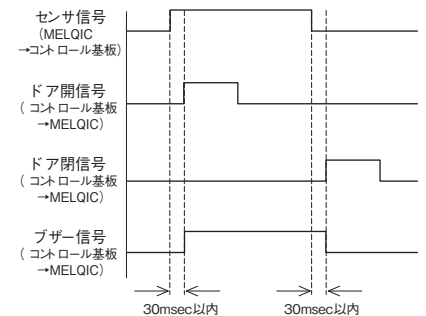 センサ信号
(MELQIC
→コントロール基板)
ドア開信号
( コントロール基板
→MELQIC)
ドア閉信号
( コントロール基板
→MELQIC)
ブザー信号
( コントロール基板
→MELQIC)
30msec以内 30msec以内